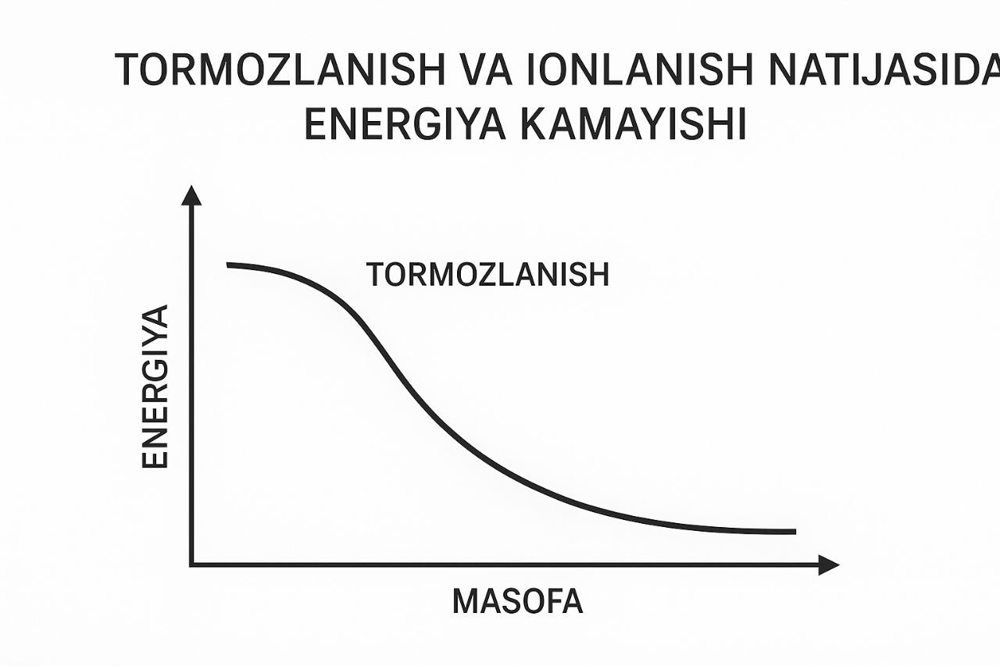 TORMOZLANISH VA IONLANISH NATIJASIDA
ENERGIYA KAMAYISHI
TORMOZLANISH
ENERGIYA
MASOFA